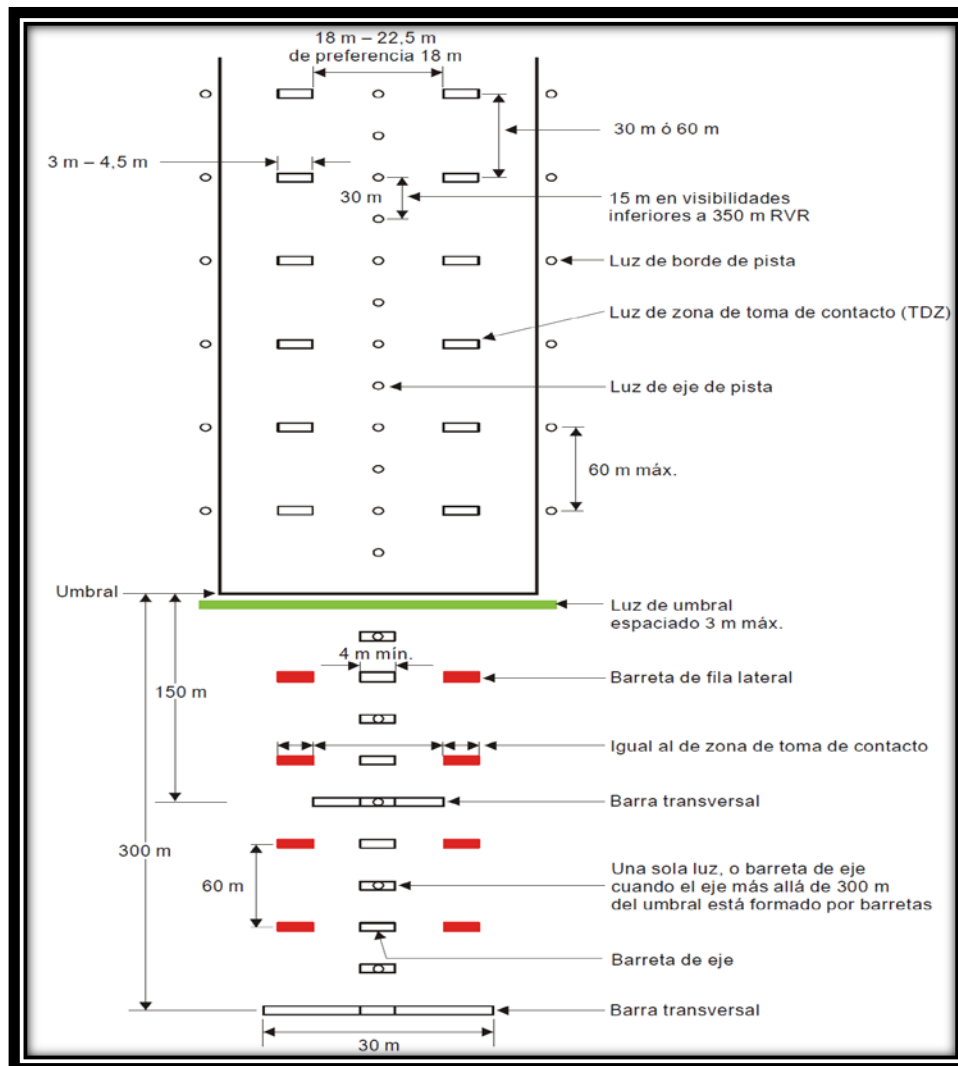 18 m – 22,5 m
de preferencia 18 m
30 m ó 60 m
3 m – 4,5 m
30 m
15 m en visibilidades
inferiores a 350 m RVR
Luz de borde de pista
Luz de zona de toma de contacto (TDZ)
Luz de eje de pista
60 m máx.
Umbral
Luz de umbral
espaciado 3 m máx.
4 m mín.
Barreta de fila lateral
150 m
Igual al de zona de toma de contacto
Barra transversal
300 m
60 m
Una sola luz, o barreta de eje
cuando el eje más allá de 300 m
del umbral está formado por barretas
Barreta de eje
Barra transversal
30 m